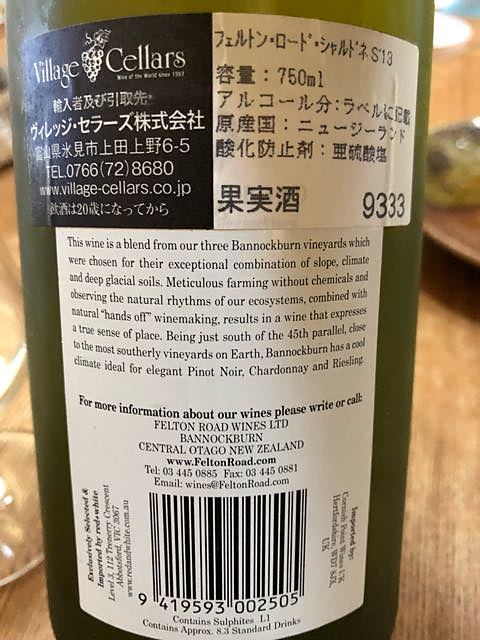 Village Cellars
Wine of the World since 1987
輸入者及び引取先
ヴィレッジ・セラーズ株式会社
富山県氷見市上田上野6-5
TEL.0766(72)8680
www.village-cellars.co.jp
飲酒は20歳になってから
フェルトン・ロード・シャルドネ S'13
容量：750ml
アルコール分：ラベルに記載
原産国：ニュージーランド
酸化防止剤：亜硫酸塩
果実酒 9333
This wine is a blend from our three Bannockburn vineyards which
were chosen for their exceptional combination of slope, climate
and deep glacial soils. Meticulous farming without chemicals and
observing the natural rhythms of our ecosystems, combined with
natural “hands off” winemaking, results in a wine that expresses
a true sense of place. Being just south of the 45th parallel, close
to the most southerly vineyards on Earth, Bannockburn has a cool
climate ideal for elegant Pinot Noir, Chardonnay and Riesling.
For more information about our wines please write or call:
FELTON ROAD WINES LTD
BANNOCKBURN
CENTRAL OTAGO NEW ZEALAND
www.FeltonRoad.com
Tel: 03 445 0885 Fax: 03 445 0881
Email: wines@FeltonRoad.com
Exclusively Selected &
Imported by red+white
Level 3, 112 Trenerry Crescent
Abbotsford, VIC 3067
www.redandwhite.com.au
Imported by:
Cornish Point Wines UK
Hertfordshire, WD7 8JX,
UK
9 419593 002505
Contains Sulphites L1
Contains Approx. 8.3 Standard Drinks